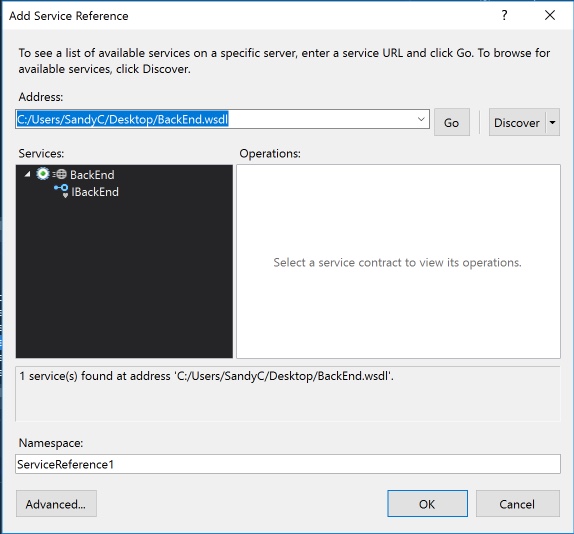 Add Service Reference
To see a list of available services on a specific server, enter a service URL and click Go. To browse for
available services, click Discover.
Address:
C:/Users/SandyC/Desktop/BackEnd.wsdl
Go
Discover
Services:
Operations:
BackEnd
IBackEnd
Select a service contract to view its operations.
1 service(s) found at address 'C:/Users/SandyC/Desktop/BackEnd.wsdl'.
Namespace:
ServiceReference1
Advanced...
OK
Cancel